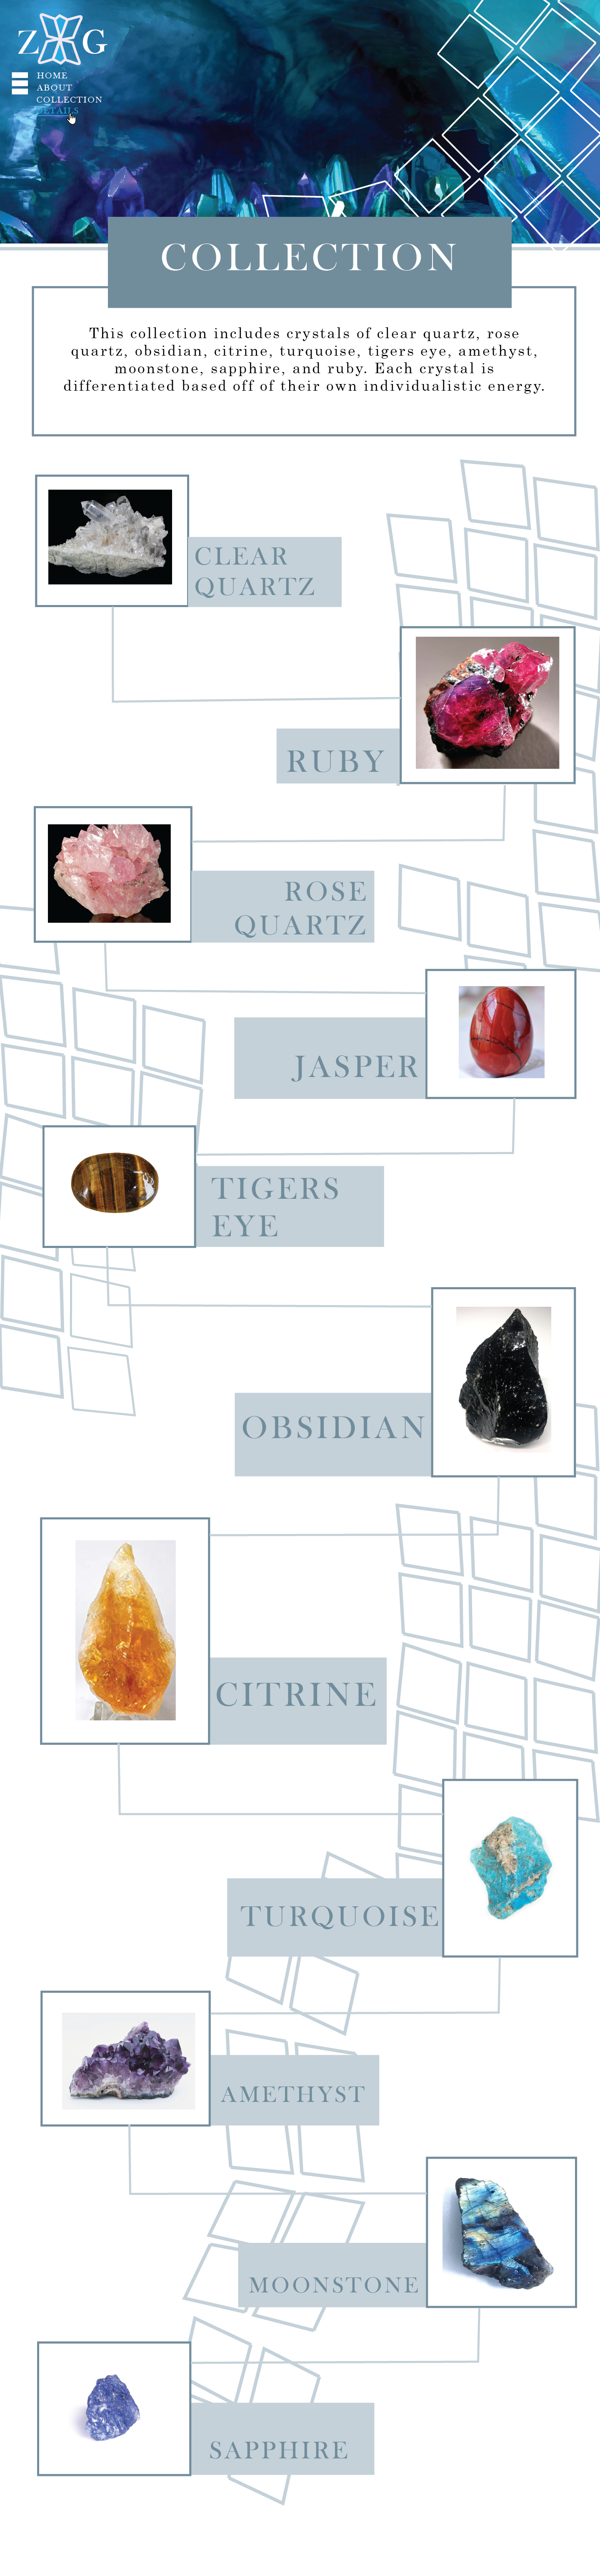 Z G
HOME
ABOUT
COLLECTION
DETAILS
COLLECTION
This collection includes crystals of clear quartz, rose
quartz, obsidian, citrine, turquoise, tigers eye, amethyst,
moonstone, sapphire, and ruby. Each crystal is
differentiated based off of their own individualistic energy.
CLEAR
QUARTZ
RUBY
ROSE
QUARTZ
JASPER
TIGERS
EYE
OBSIDIAN
CITRINE
TURQUOISE
AMETHYST
MOONSTONE
SAPPHIRE